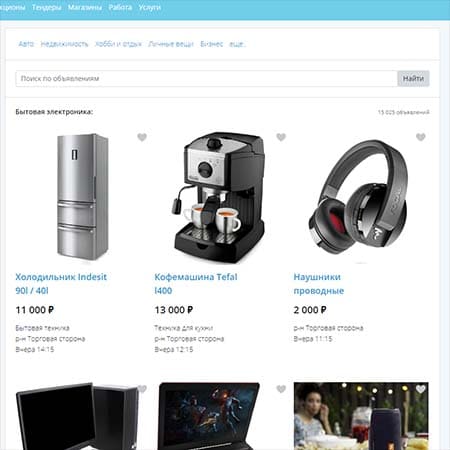 кционы Тендеры Магазины Работа Услуги
Авто Недвижимость Хобби и отдых Личные вещи Бизнес еще..
Поиск по объявлениям Найти
Бытовая электроника: 15 025 объявлений
Холодильник Indesit
90l / 40l
11 000 ₽
Бытовая техника
р-н Торговая сторона
Вчера 14:15
Кофемашина Tefal
l400
13 000 ₽
Техника для кухни
р-н Торговая сторона
Вчера 12:15
Наушники
проводные
2 000 ₽
р-н Торговая сторона
Вчера 11:15